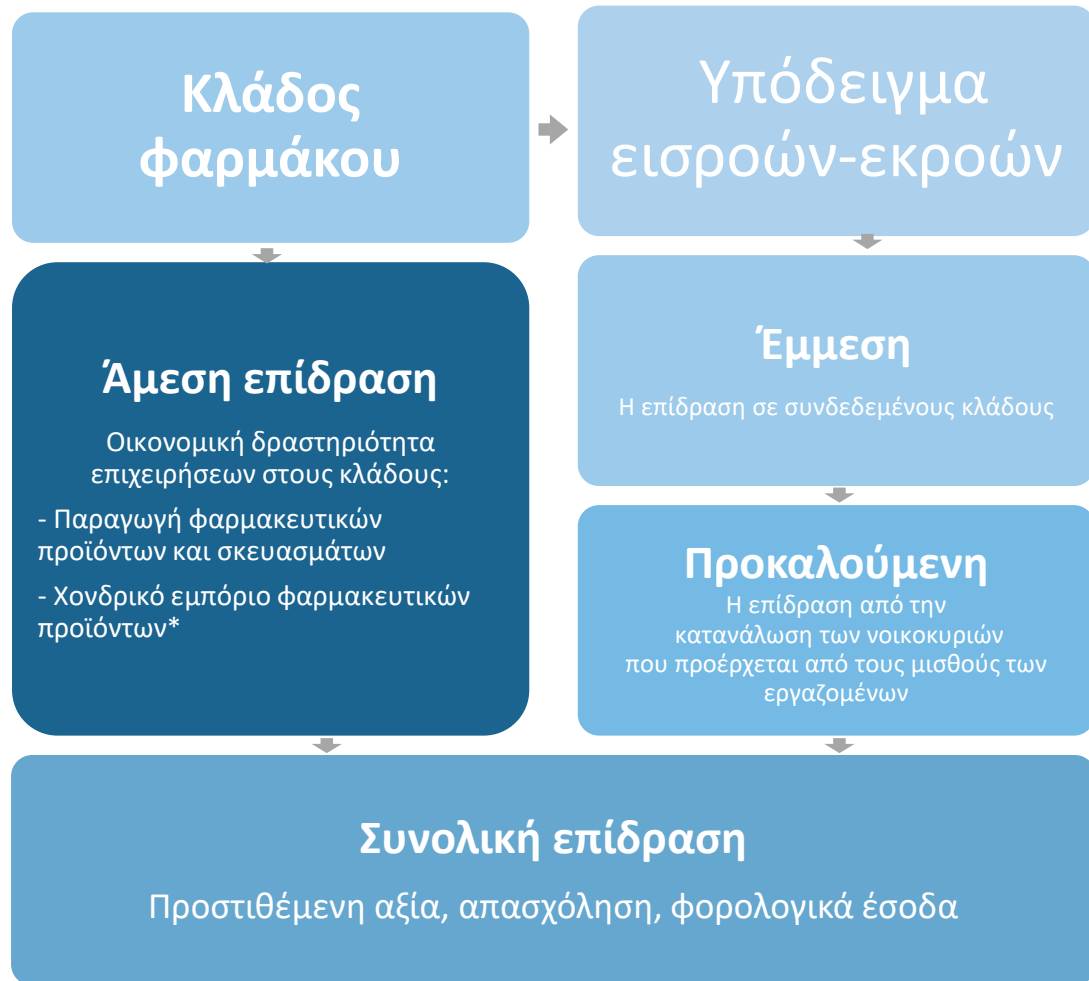 Κλάδος
φαρμάκου
Υπόδειγμα
εισροών-εκροών
Άμεση επίδραση
Οικονομική δραστηριότητα
επιχειρήσεων στους κλάδους:
- Παραγωγή φαρμακευτικών
προϊόντων και σκευασμάτων
- Χονδρικό εμπόριο φαρμακευτικών
προϊόντων*
Έμμεση
Η επίδραση σε συνδεδεμένους κλάδους
Προκαλούμενη
Η επίδραση από την
κατανάλωση των νοικοκυριών
που προέρχεται από τους μισθούς των
εργαζομένων
Συνολική επίδραση
Προστιθέμενη αξία, απασχόληση, φορολογικά έσοδα